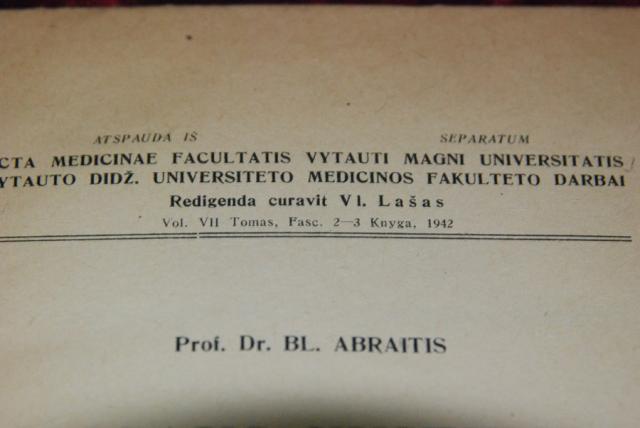 ATSPAUDA IŠ SEPARATUM
CTA MEDICINAE FACULTATIS VYTAUTI MAGNI UNIVERSITATIS
YTAUTO DIDŽ. UNIVERSITETO MEDICINOS FAKULTETO DARBAI
Redigenda curavit Vl. Lašas
Vol. VII Tomas, Fasc. 2—3 Knyga, 1942
Prof. Dr. BL. ABRAITIS